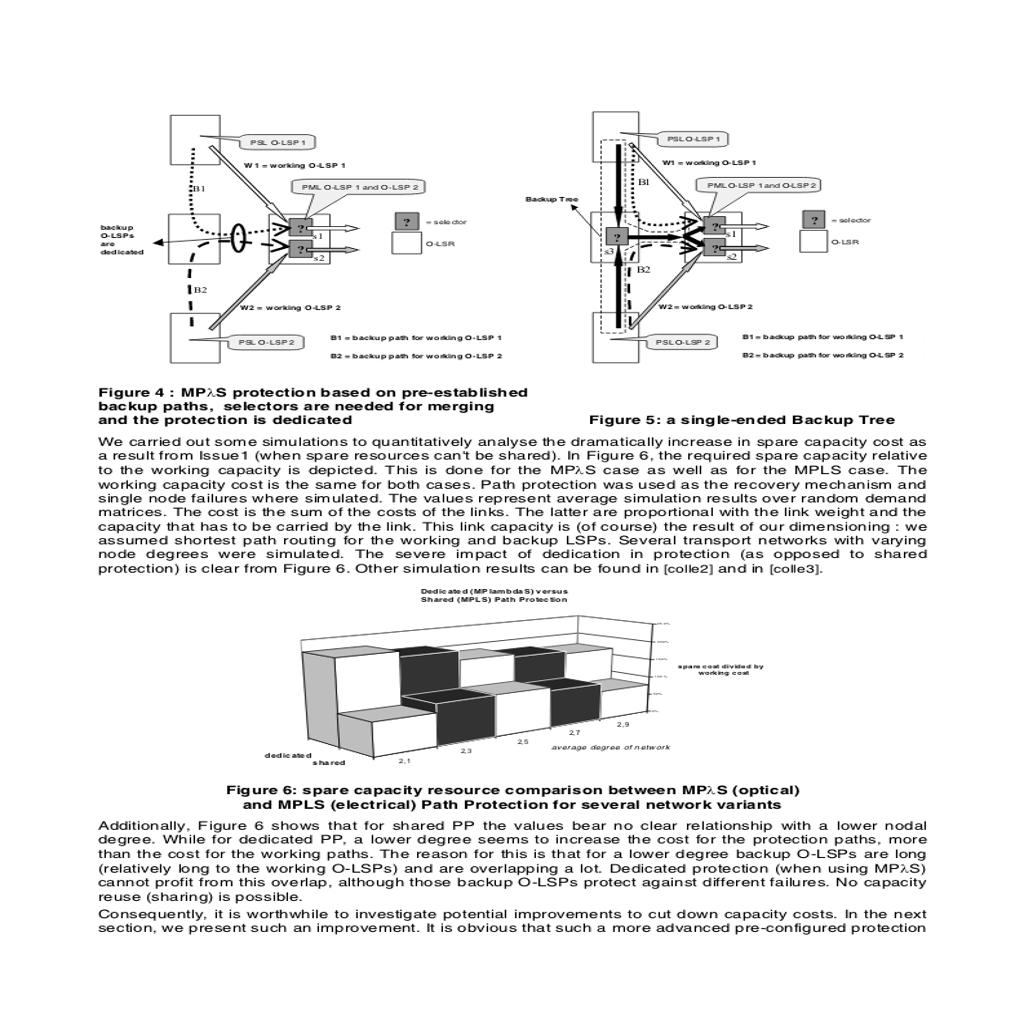 PSL O-LSP 1
W1 = working O-LSP 1
B1
PML O-LSP 1 and O-LSP 2
backup
O-LSPs
are
dedicated
?
s1
?
s2
?
= selector
O-LSR
B2
W2 = working O-LSP 2
PSL O-LSP 2
B1 = backup path for working O-LSP 1
B2 = backup path for working O-LSP 2
PSL O-LSP 1
W1 = working O-LSP 1
B1
PML O-LSP 1 and O-LSP 2
Backup Tree
?
s3
?
s1
?
s2
?
= selector
O-LSR
B2
W2 = working O-LSP 2
PSL O-LSP 2
B1 = backup path for working O-LSP 1
B2 = backup path for working O-LSP 2
Figure 4 : MPλS protection based on pre-established
backup paths, selectors are needed for merging
and the protection is dedicated
Figure 5: a single-ended Backup Tree
We carried out some simulations to quantitatively analyse the dramatically increase in spare capacity cost as
a result from Issue1 (when spare resources can't be shared). In Figure 6, the required spare capacity relative
to the working capacity is depicted. This is done for the MPλS case as well as for the MPLS case. The
working capacity cost is the same for both cases. Path protection was used as the recovery mechanism and
single node failures where simulated. The values represent average simulation results over random demand
matrices. The cost is the sum of the costs of the links. The latter are proportional with the link weight and the
capacity that has to be carried by the link. This link capacity is (of course) the result of our dimensioning : we
assumed shortest path routing for the working and backup LSPs. Several transport networks with varying
node degrees were simulated. The severe impact of dedication in protection (as opposed to shared
protection) is clear from Figure 6. Other simulation results can be found in [colle2] and in [colle3].
Dedicated (MPlambdaS) versus
Shared (MPLS) Path Protection
spare cost divided by
working cost
dedicated
shared
2,1
2,3
2,5
2,7
2,9
average degree of network
Figure 6: spare capacity resource comparison between MPλS (optical)
and MPLS (electrical) Path Protection for several network variants
Additionally, Figure 6 shows that for shared PP the values bear no clear relationship with a lower nodal
degree. While for dedicated PP, a lower degree seems to increase the cost for the protection paths, more
than the cost for the working paths. The reason for this is that for a lower degree backup O-LSPs are long
(relatively long to the working O-LSPs) and are overlapping a lot. Dedicated protection (when using MPλS)
cannot profit from this overlap, although those backup O-LSPs protect against different failures. No capacity
reuse (sharing) is possible.
Consequently, it is worthwhile to investigate potential improvements to cut down capacity costs. In the next
section, we present such an improvement. It is obvious that such a more advanced pre-configured protection